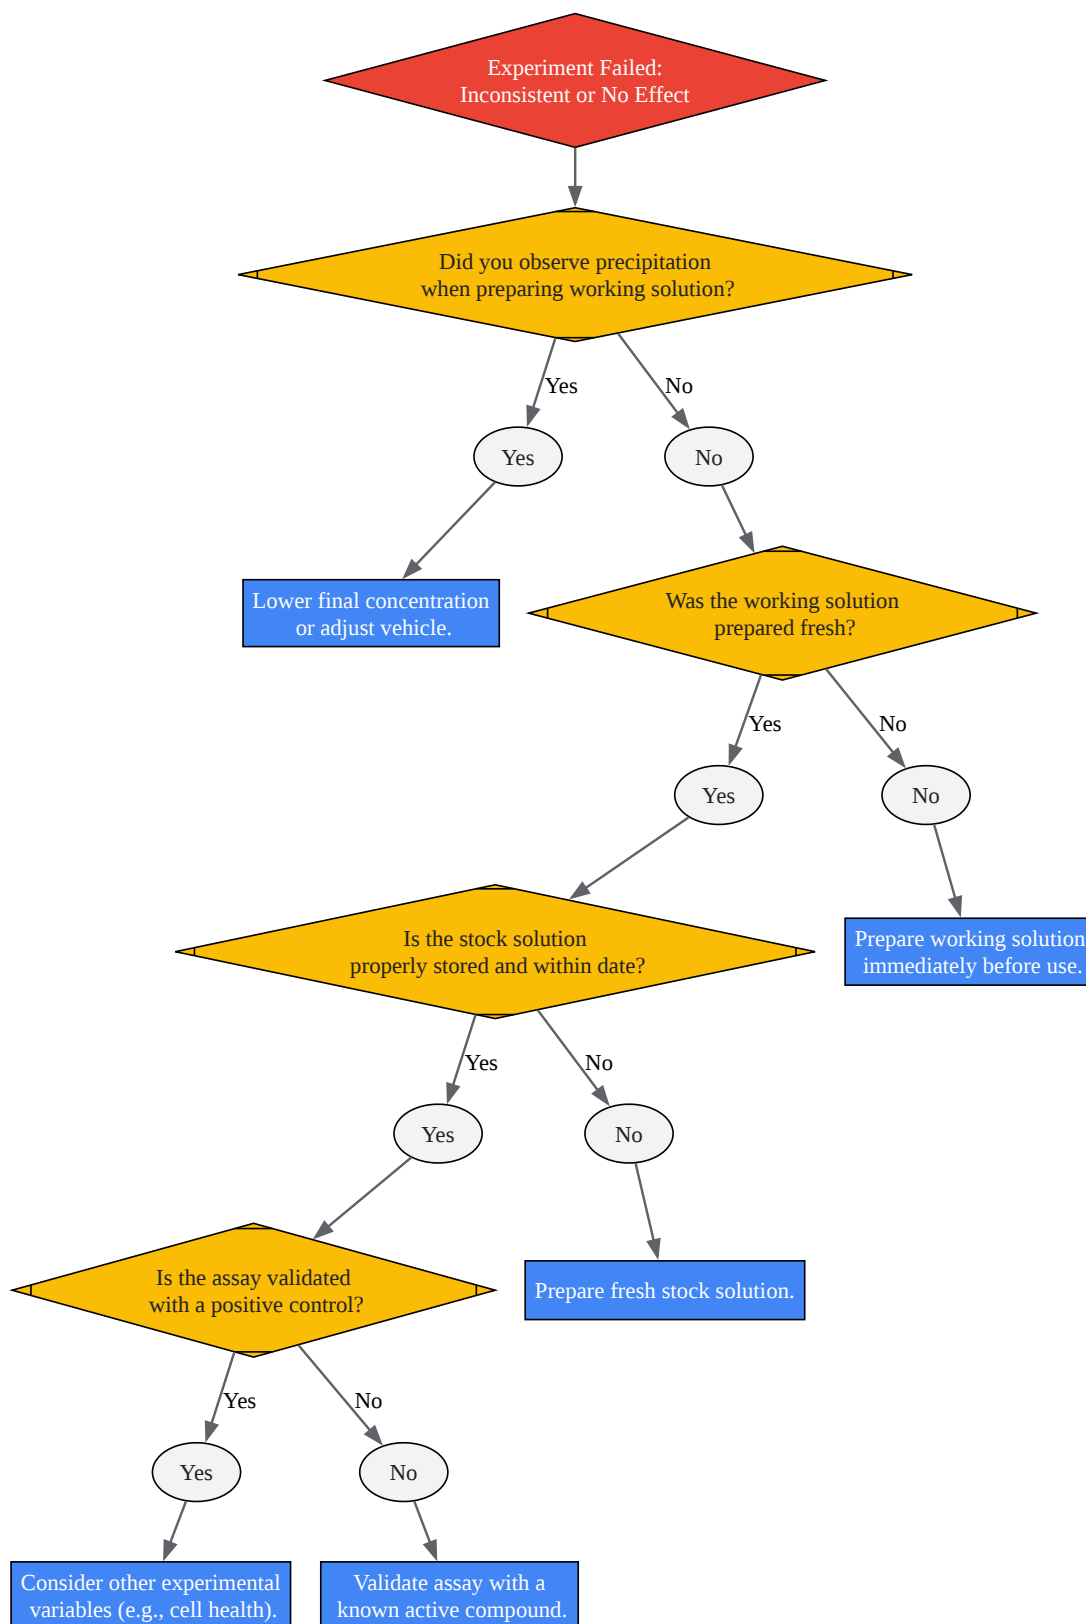 Experiment Failed:
Inconsistent or No Effect
Did you observe precipitation
when preparing working solution?
Yes
No
Yes
No
Lower final concentration
or adjust vehicle.
Was the working solution
prepared fresh?
Yes
No
Yes
No
Is the stock solution
properly stored and within date?
Prepare working solution
immediately before use.
Yes
No
Yes
No
Is the assay validated
with a positive control?
Prepare fresh stock solution.
Yes
No
Yes
No
Consider other experimental
variables (e.g., cell health).
Validate assay with a
known active compound.